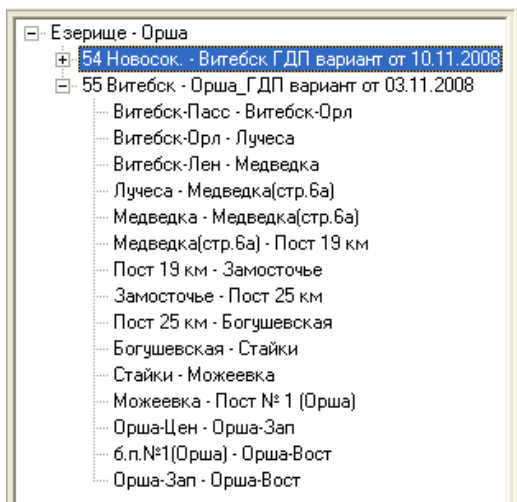 Езерище - Орша
54 Новосок. - Витебск ГДП вариант от 10.11.2008
55 Витебск - Орша_ГДП вариант от 03.11.2008
Витебск-Пасс - Витебск-Орл
Витебск-Орл - Лучеса
Витебск-Лен - Медведка
Лучеса - Медведка(стр.6а)
Медведка - Медведка(стр.6а)
Медведка(стр.6а) - Пост 19 км
Пост 19 км - Замосточье
Замосточье - Пост 25 км
Пост 25 км - Богушевская
Богушевская - Стайки
Стайки - Можеевка
Можеевка - Пост № 1 (Орша)
Орша-Цен - Орша-Зап
б.п.№1(Орша) - Орша-Вост
Орша-Зап - Орша-Вост